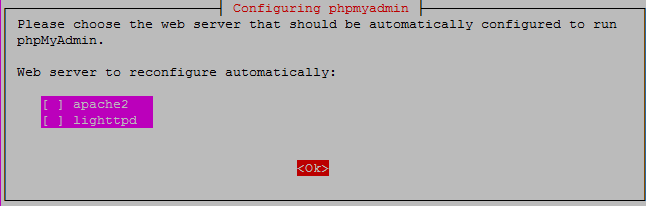 Configuring phpmyadmin
Please choose the web server that should be automatically configured to run
phpMyAdmin.
Web server to reconfigure automatically:
[ ] apache2
[ ] lighttpd
<Ok>